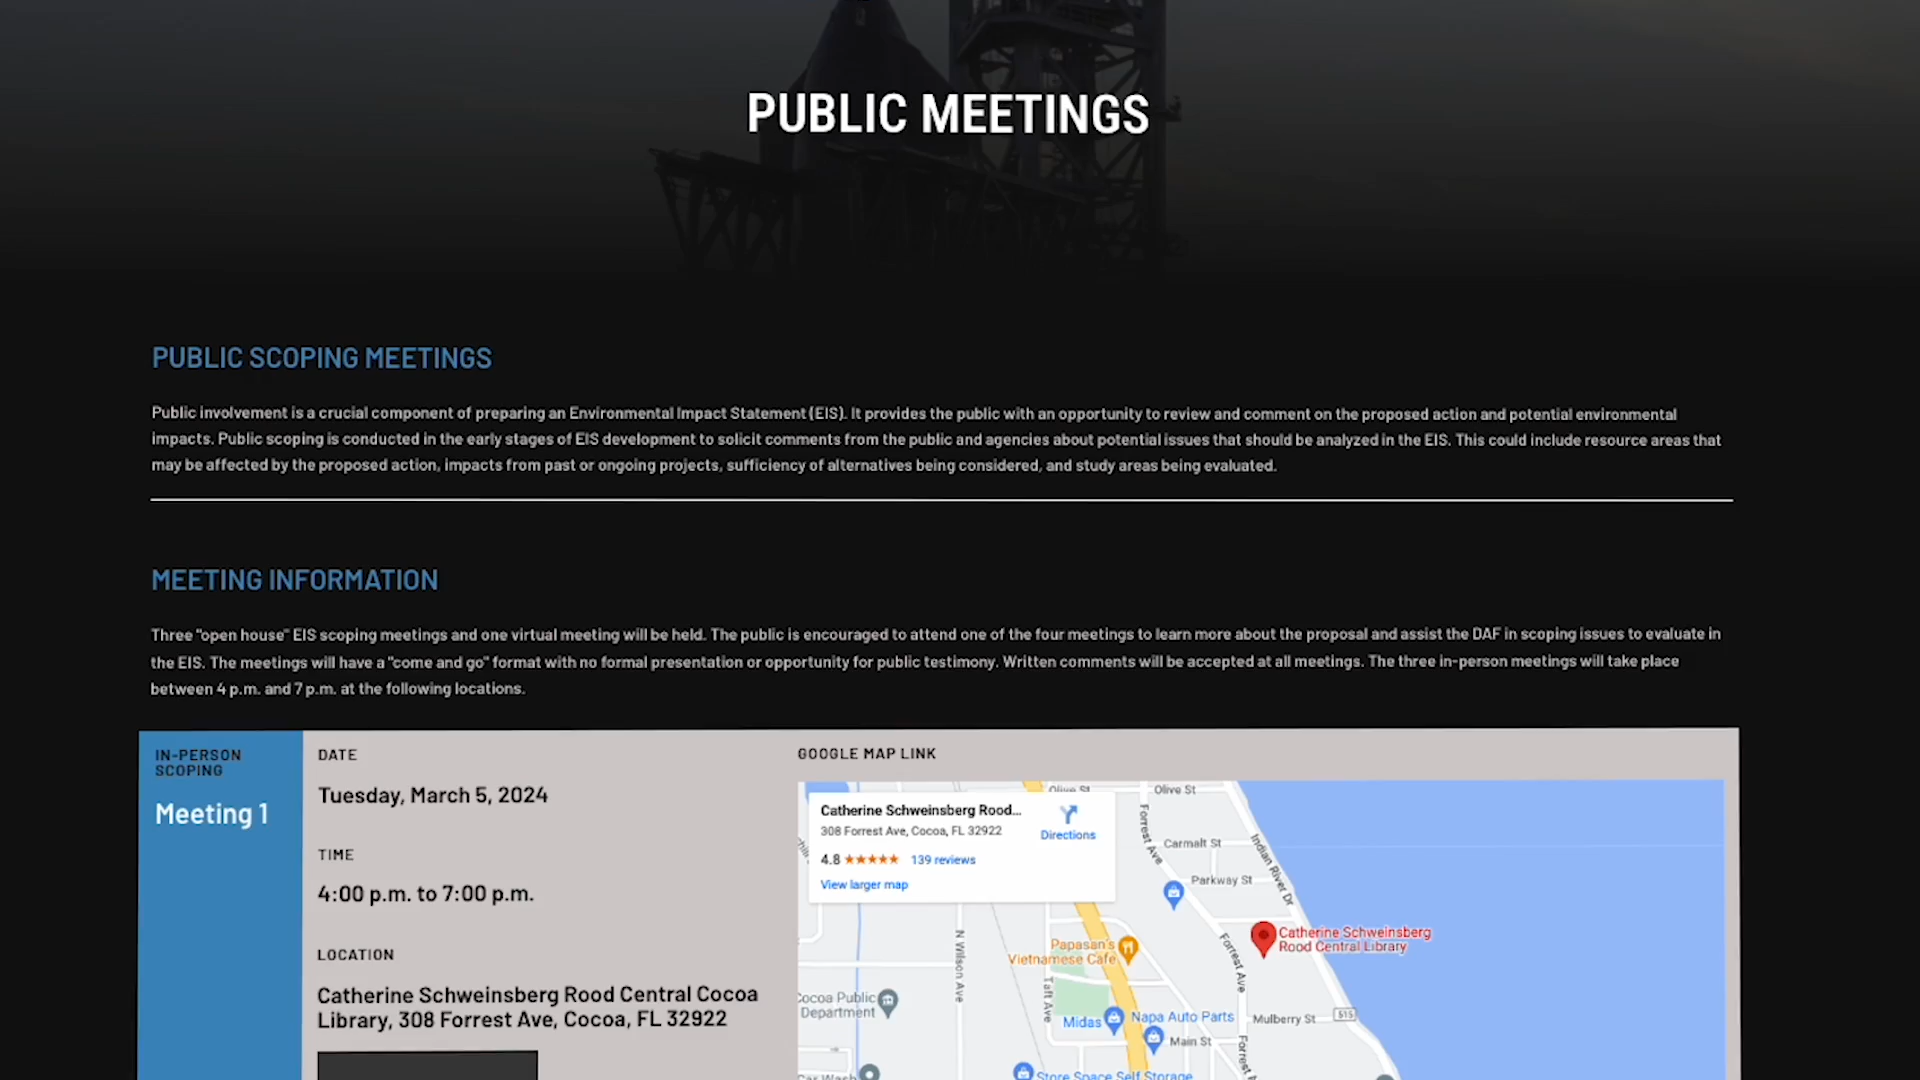 PUBLIC MEETINGS
PUBLIC SCOPING MEETINGS
Public involvement is a crucial component of preparing an Environmental Impact Statement (EIS). It provides the public with an opportunity to review and comment on the proposed action and potential environmental
impacts. Public scoping is conducted in the early stages of EIS development to solicit comments from the public and agencies about potential issues that should be analyzed in the EIS. This could include resource areas that
may be affected by the proposed action, impacts from past or ongoing projects, sufficiency of alternatives being considered, and study areas being evaluated.
MEETING INFORMATION
Three "open house" EIS scoping meetings and one virtual meeting will be held. The public is encouraged to attend one of the four meetings to learn more about the proposal and assist the DAF in scoping issues to evaluate in
the EIS. The meetings will have a "come and go" format with no formal presentation or opportunity for public testimony. Written comments will be accepted at all meetings. The three in-person meetings will take place
between 4 p.m. and 7 p.m. at the following locations.
IN-PERSON
SCOPING
Meeting 1
DATE
Tuesday, March 5, 2024
TIME
4:00 p.m. to 7:00 p.m.
LOCATION
Catherine Schweinsberg Rood Central Cocoa
Library, 308 Forrest Ave, Cocoa, FL 32922
GOOGLE MAP LINK
Catherine Schweinsberg Rood...
308 Forrest Ave, Cocoa, FL 32922
4.8 ★★★★★ 139 reviews
View larger map
Directions
Olive St
Olive St
Forrest Ave
Carmalt St
Indian River Dr
Parkway St
Catherine Schweinsberg
Rood Central Library
Papasan's
Vietnamese Cafe
N Wilson Ave
Taft Ave
Forrest Ave
Cocoa Public
Department
Midas
Napa Auto Parts
Mulberry St
515
Main St
Forrest A
Car Wash
Store Space Self Storage